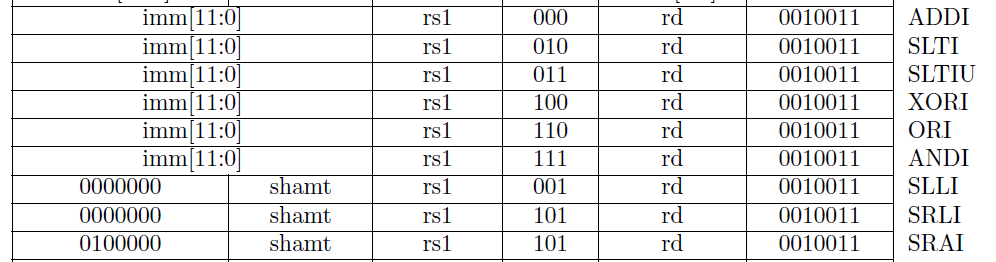 imm[11:0] rs1 000 rd 0010011 ADDI
imm[11:0] rs1 010 rd 0010011 SLTI
imm[11:0] rs1 011 rd 0010011 SLTIU
imm[11:0] rs1 100 rd 0010011 XORI
imm[11:0] rs1 110 rd 0010011 ORI
imm[11:0] rs1 111 rd 0010011 ANDI
0000000 shamt rs1 001 rd 0010011 SLLI
0000000 shamt rs1 101 rd 0010011 SRLI
0100000 shamt rs1 101 rd 0010011 SRAI